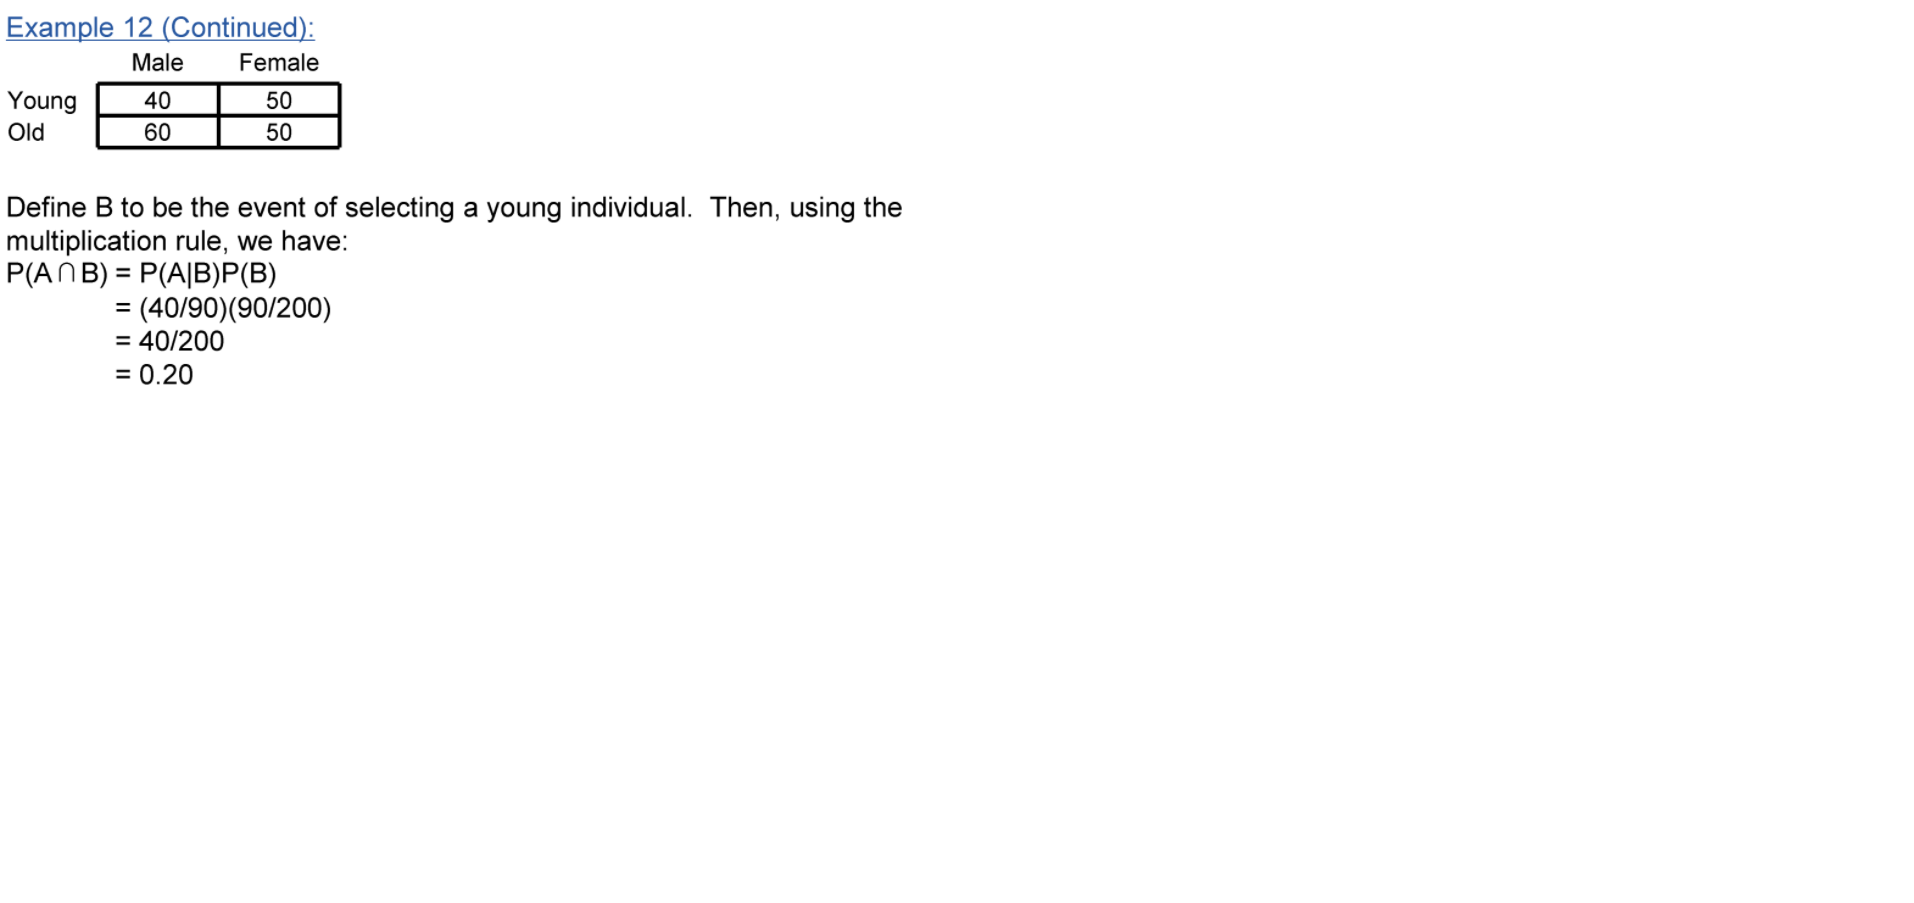 Example 12 (Continued):
Male Female
Young 40 50
Old 60 50
Define B to be the event of selecting a young individual. Then, using the
multiplication rule, we have:
P(A∩B) = P(A|B)P(B)
= (40/90)(90/200)
= 40/200
= 0.20